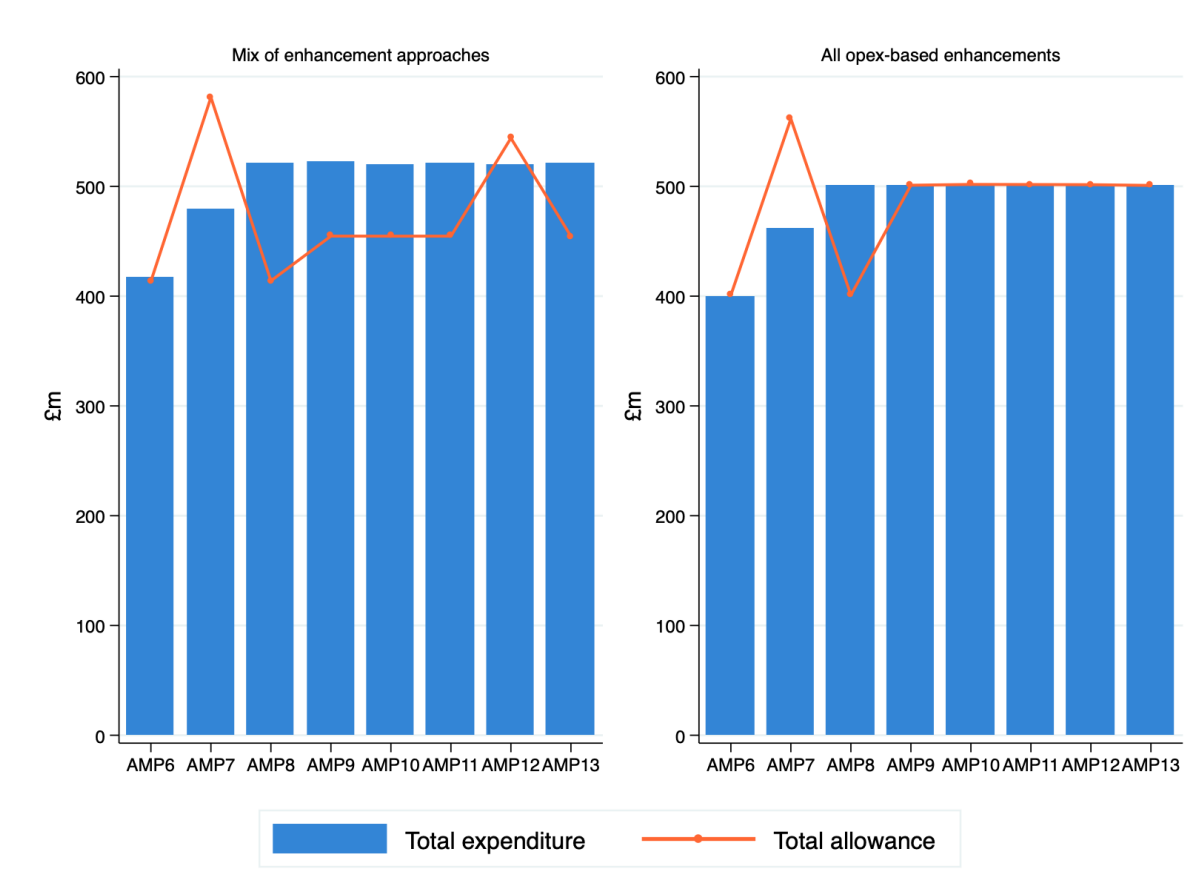 Mix of enhancement approaches
£m
600
500
400
300
200
100
0
AMP6 AMP7 AMP8 AMP9 AMP10 AMP11 AMP12 AMP13
All opex-based enhancements
£m
600
500
400
300
200
100
0
AMP6 AMP7 AMP8 AMP9 AMP10 AMP11 AMP12 AMP13
Total expenditure Total allowance